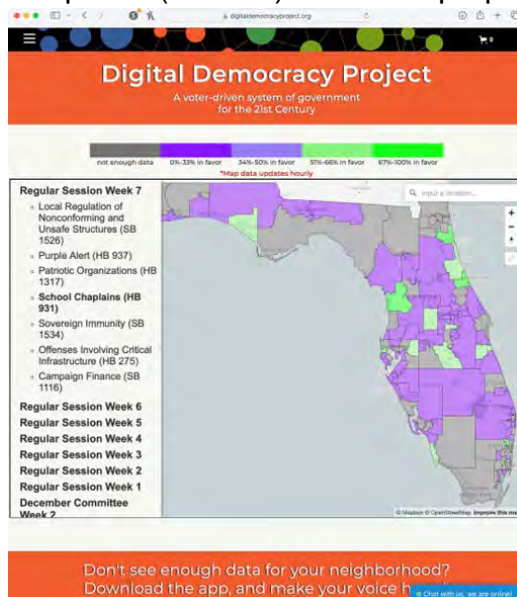 digitaldemocracyproject.org
0
Digital Democracy Project
A voter-driven system of government
for the 21st Century
not enough data 0%-33% in favor 34%-50% in favor 51%-66% in favor 67%-100% in favor
*Map data updates hourly
Regular Session Week 7
Local Regulation of
Nonconforming and
Unsafe Structures (SB
1526)
Purple Alert (HB 937)
Patriotic Organizations (HB
1317)
School Chaplains (HB
931)
Sovereign Immunity (SB
1534)
Offenses Involving Critical
Infrastructure (HB 275)
Campaign Finance (SB
1116)
Regular Session Week 6
Regular Session Week 5
Regular Session Week 4
Regular Session Week 3
Regular Session Week 2
Regular Session Week 1
December Committee
Week 2
Input a location...
© Mapbox © OpenStreetMap Improve this ma
Don't see enough data for your neighborhood?
Download the app, and make your voice h
Chat with us, we are online!